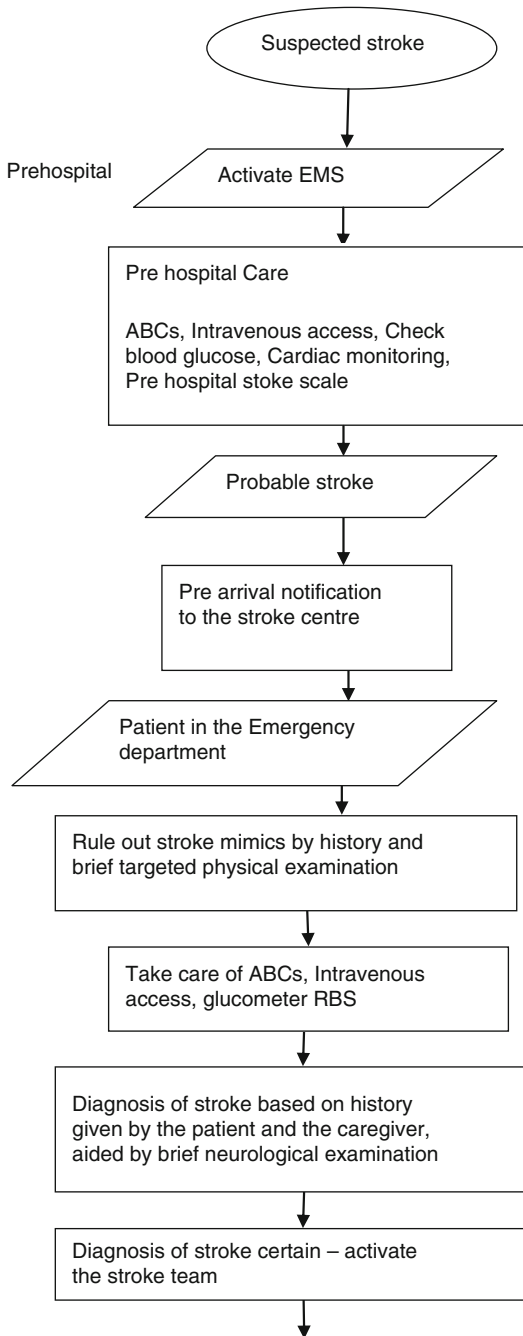 Suspected stroke
Prehospital
Activate EMS
Pre hospital Care
ABCs, Intravenous access, Check
blood glucose, Cardiac monitoring,
Pre hospital stoke scale
Probable stroke
Pre arrival notification
to the stroke centre
Patient in the Emergency
department
Rule out stroke mimics by history and
brief targeted physical examination
Take care of ABCs, Intravenous
access, glucometer RBS
Diagnosis of stroke based on history
given by the patient and the caregiver,
aided by brief neurological examination
Diagnosis of stroke certain – activate
the stroke team